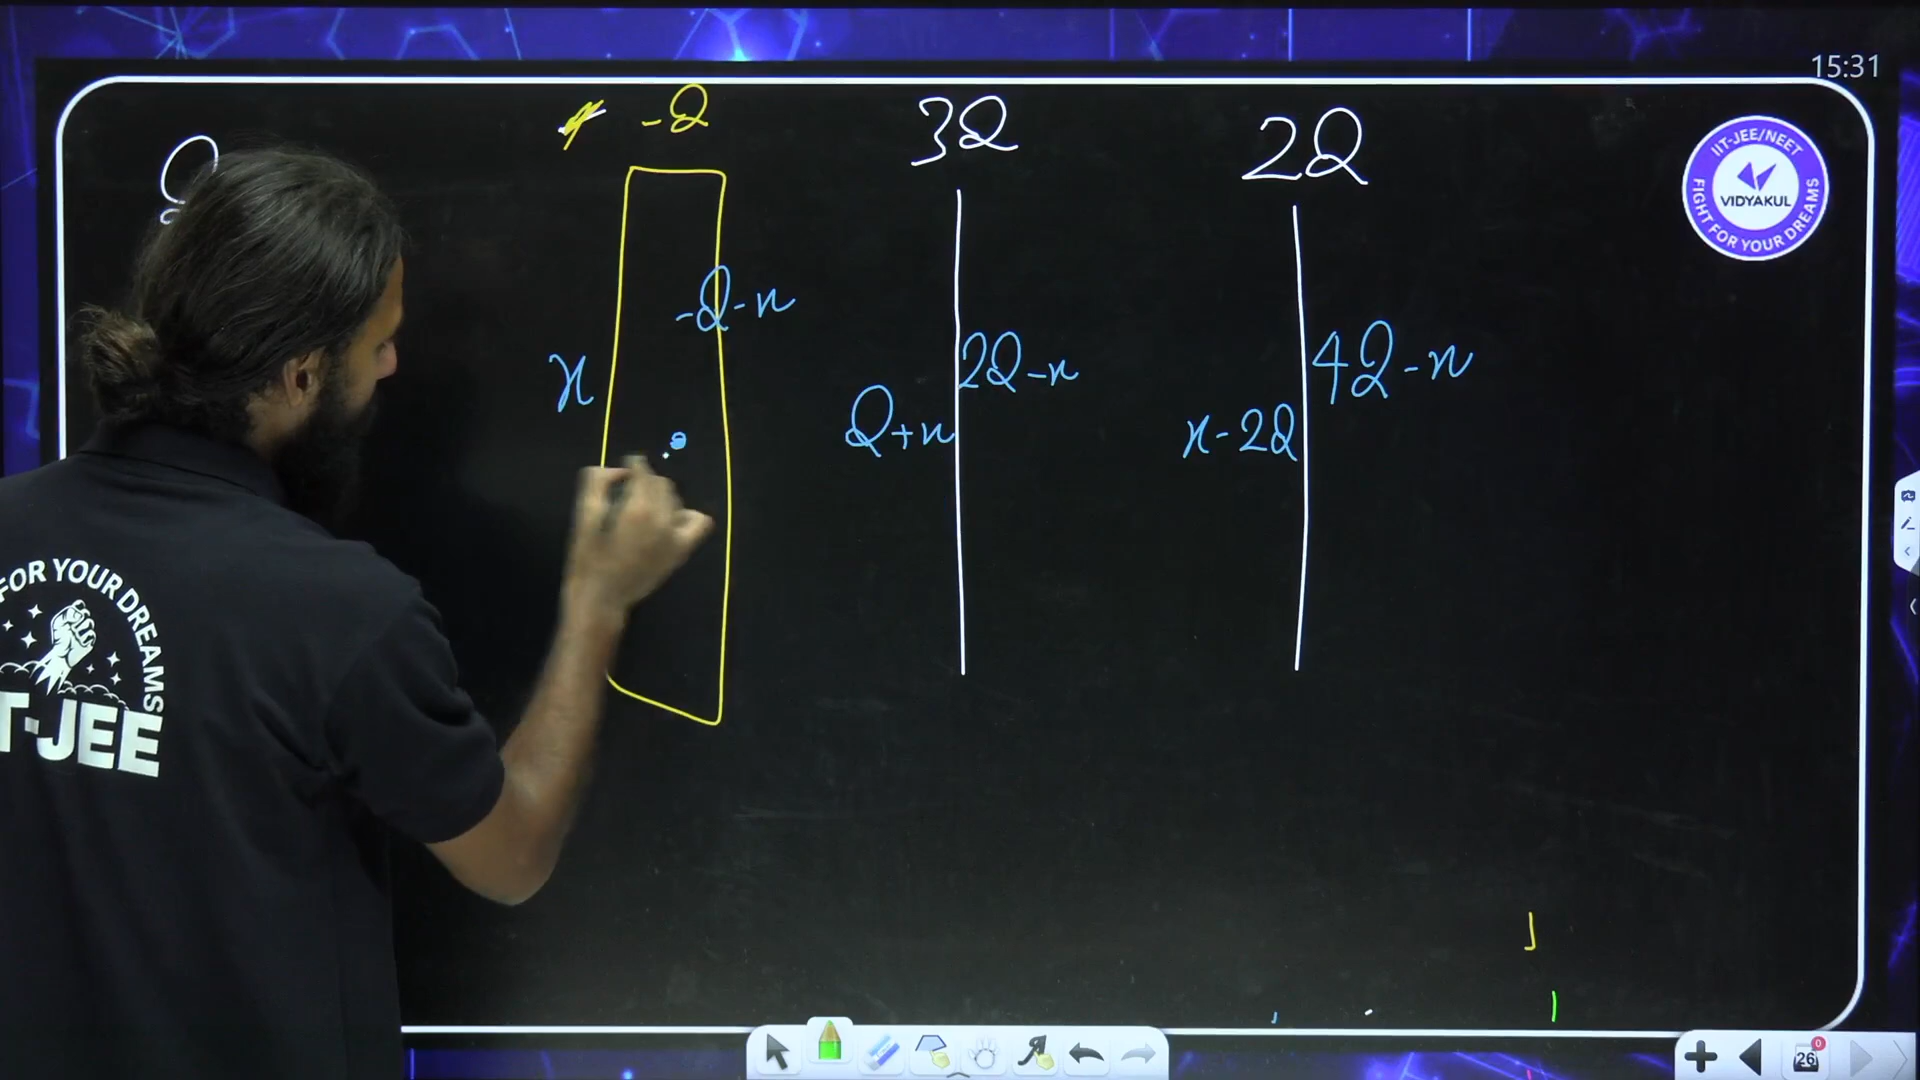 15:31
-Q
3Q
2Q
Q
IIT-JEE/NEET
VIDYAKUL
FIGHT FOR YOUR DREAMS
-Q-x
x
2Q-x
4Q-x
Q+x
x-2Q
FOR YOUR DREAMS
T-JEE
26
0